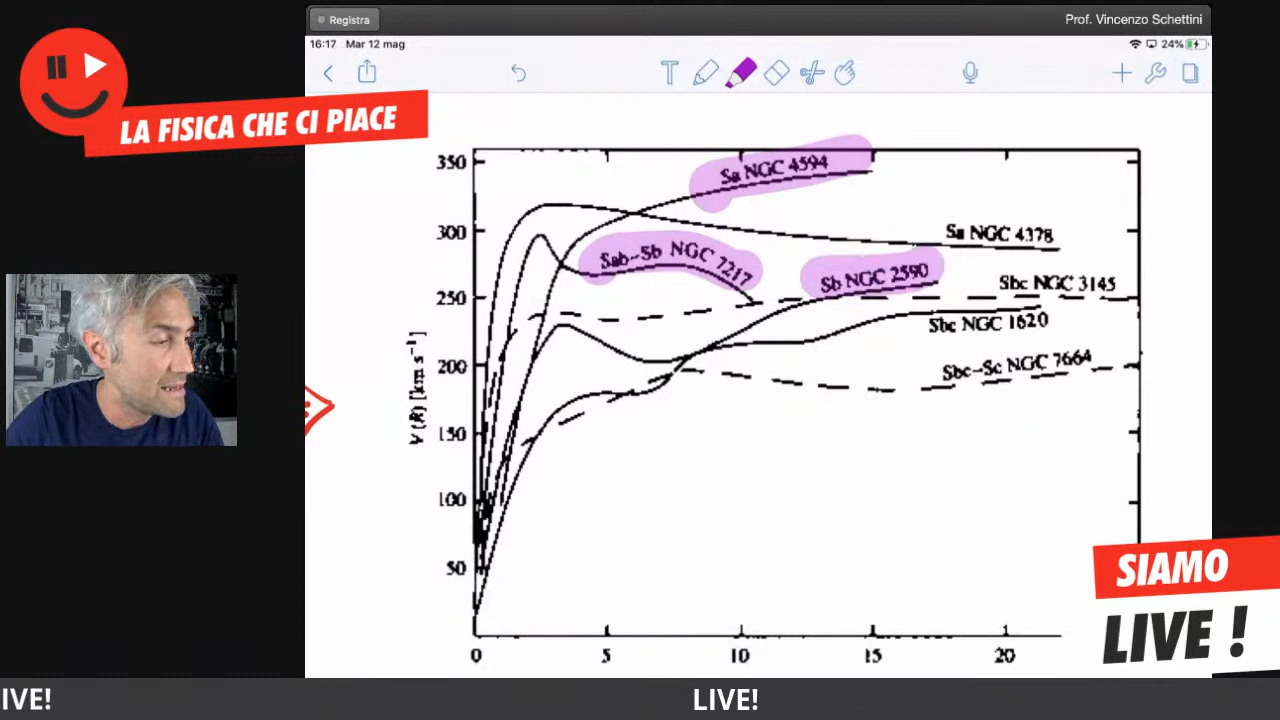 Registra
Prof. Vincenzo Schettini
16:17 Mar 12 mag
24%
LA FISICA CHE CI PIACE
350
300
250
200
150
100
50
V (R) [km s⁻¹]
Sa NGC 4594
Sa NGC 4378
Sab-Sb NGC 7217
Sb NGC 2590
Sbc NGC 3145
Sbc NGC 1620
Sbc-Sc NGC 7664
0 5 10 15 20
SIAMO
LIVE !
IVE!
LIVE!